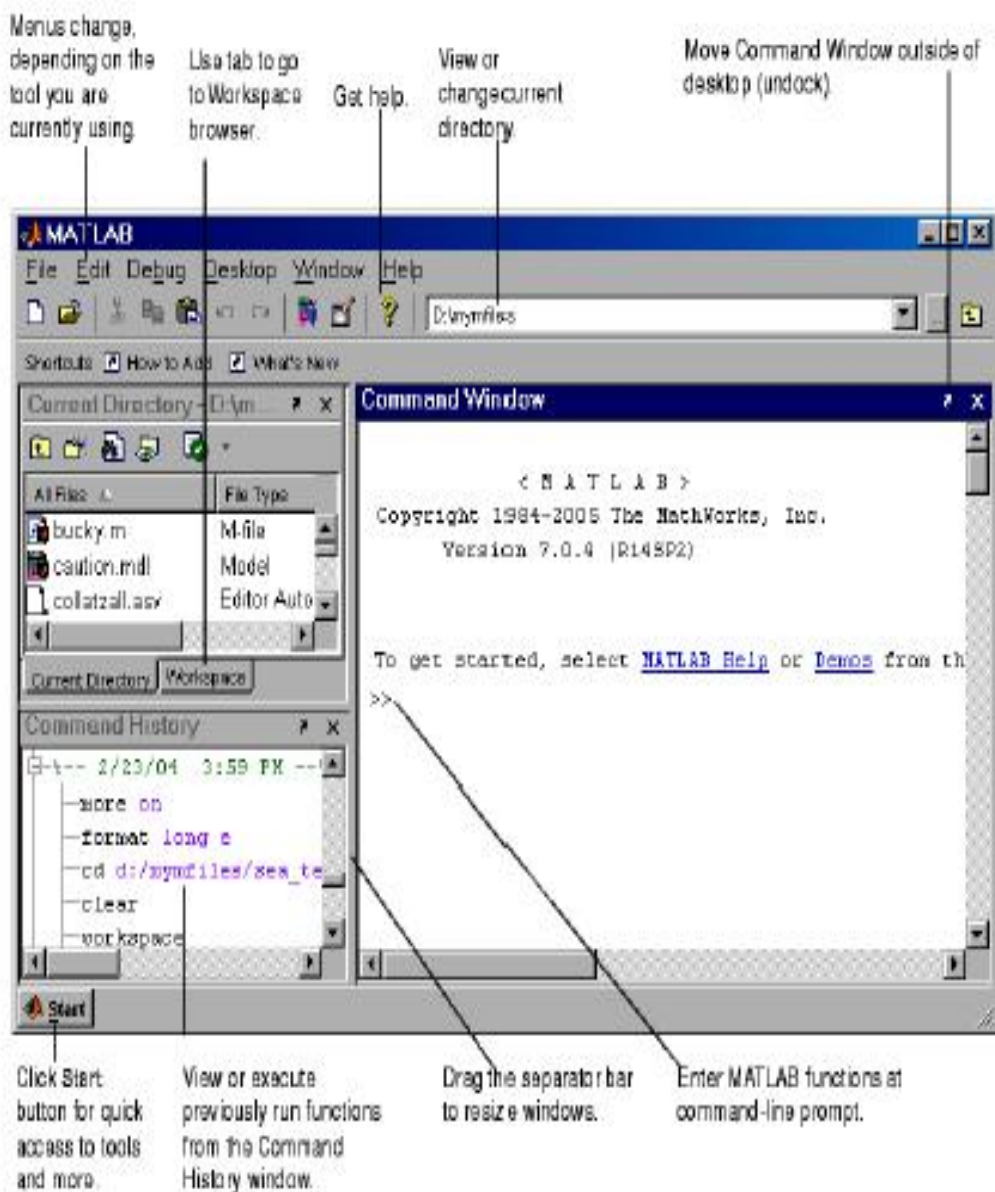 Menus change,
depending on the
tool you are
currently using.
Use tab to go
to Workspace
browser.
Get help.
View or
change current
directory.
Move Command Window outside of
desktop (undock).
MATLAB
File Edit Debug Desktop Window Help
D:\mymfiles
Shortcuts How to Add What's New
Current Directory - D:\m...
All Files File Type
bucky.m M-file
caution.mdl Model
collatzall.asv Editor Auto
Current Directory Workspace
Command History
%-- 2/23/04 3:59 PM --%
more on
format long e
cd d:/mymfiles/sea_te
clear
workspace
Command Window
< M A T L A B >
Copyright 1984-2005 The MathWorks, Inc.
Version 7.0.4 (R14SP2)
To get started, select MATLAB Help or Demos from th
>>
Start
Click Start
button for quick
access to tools
and more.
View or execute
previously run functions
from the Command
History window.
Drag the separator bar
to resize windows.
Enter MATLAB functions at
command-line prompt.